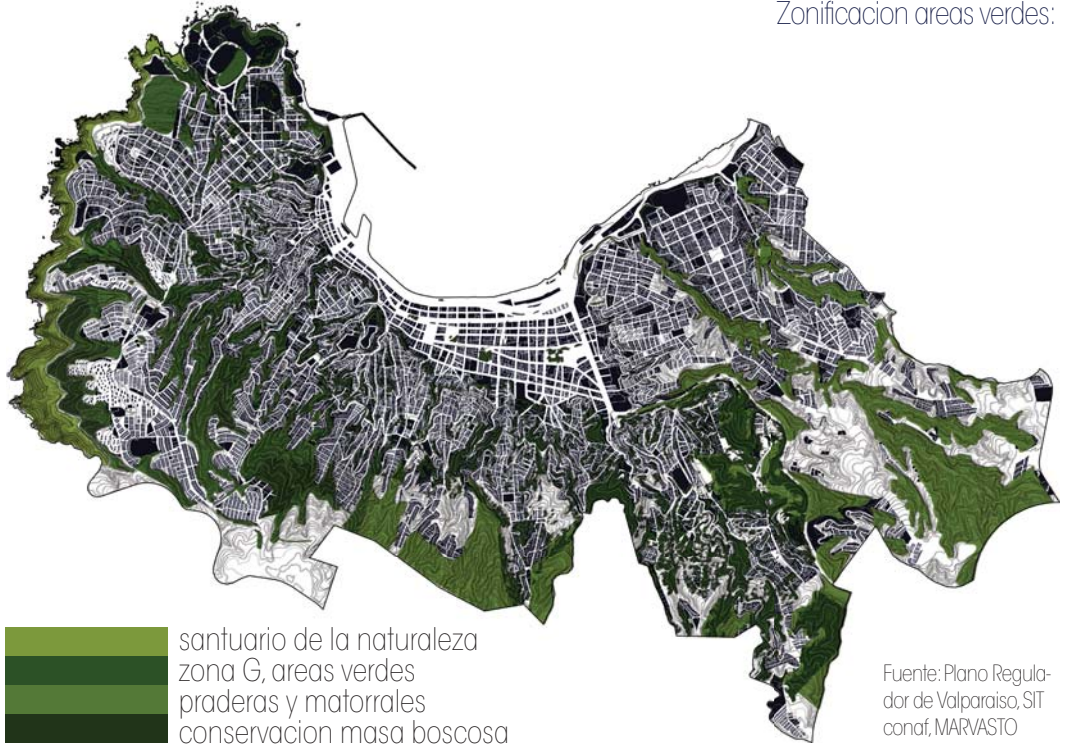 Zonificacion areas verdes:
santuario de la naturaleza
zona G, areas verdes
praderas y matorrales
conservacion masa boscosa
Fuente: Plano Regula-
dor de Valparaiso, SIT
conaf, MARVASTO